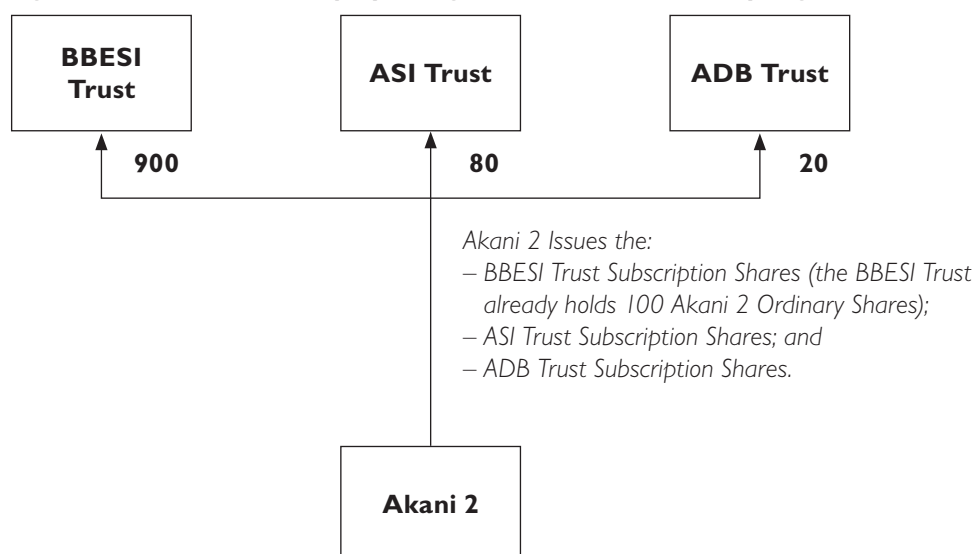 BBESI
Trust
ASI Trust
ADB Trust
900
80
20
Akani 2 Issues the:
– BBESI Trust Subscription Shares (the BBESI Trust
already holds 100 Akani 2 Ordinary Shares);
– ASI Trust Subscription Shares; and
– ADB Trust Subscription Shares.
Akani 2